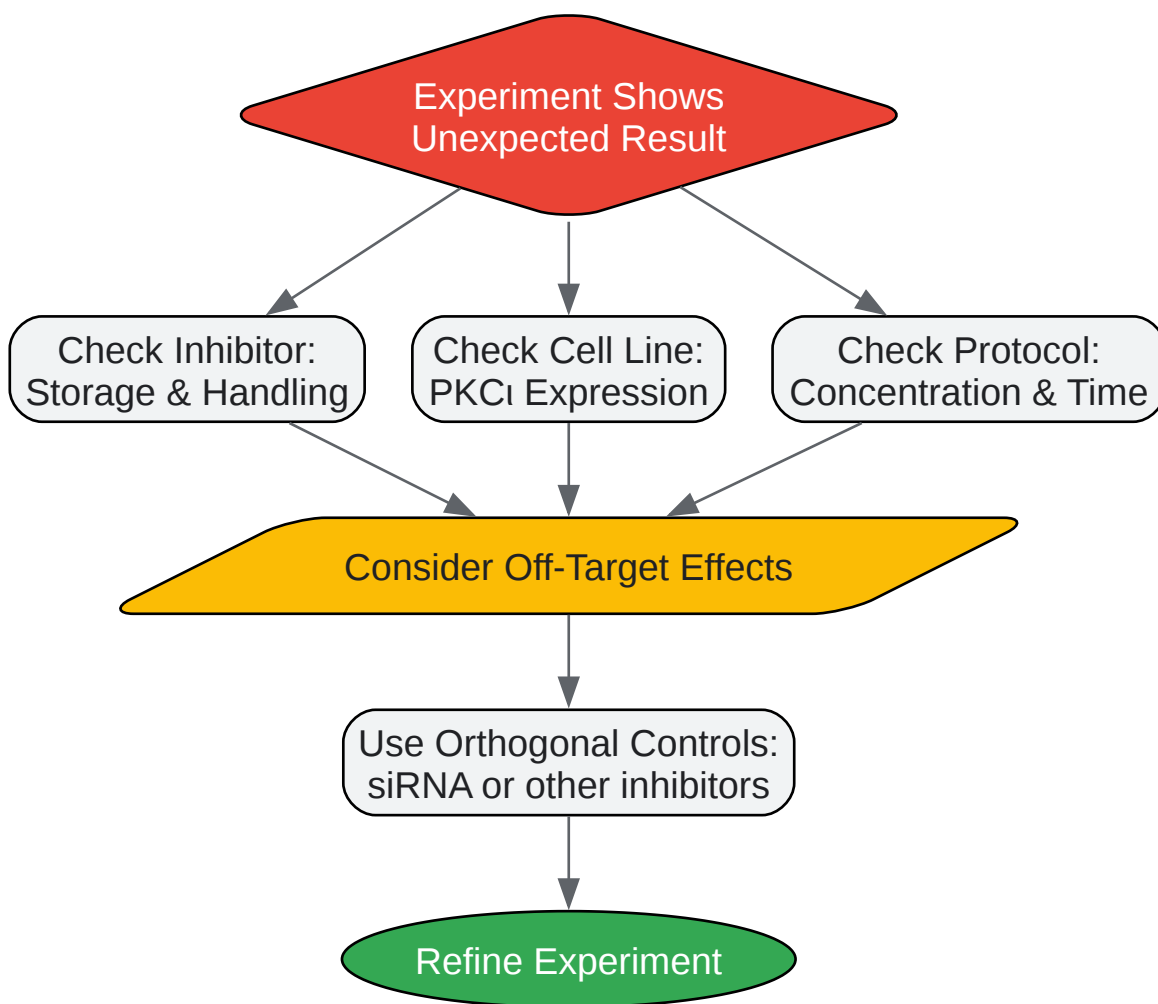 Experiment Shows
Unexpected Result
Check Inhibitor:
Storage & Handling
Check Cell Line:
PKCι Expression
Check Protocol:
Concentration & Time
Consider Off-Target Effects
Use Orthogonal Controls:
siRNA or other inhibitors
Refine Experiment